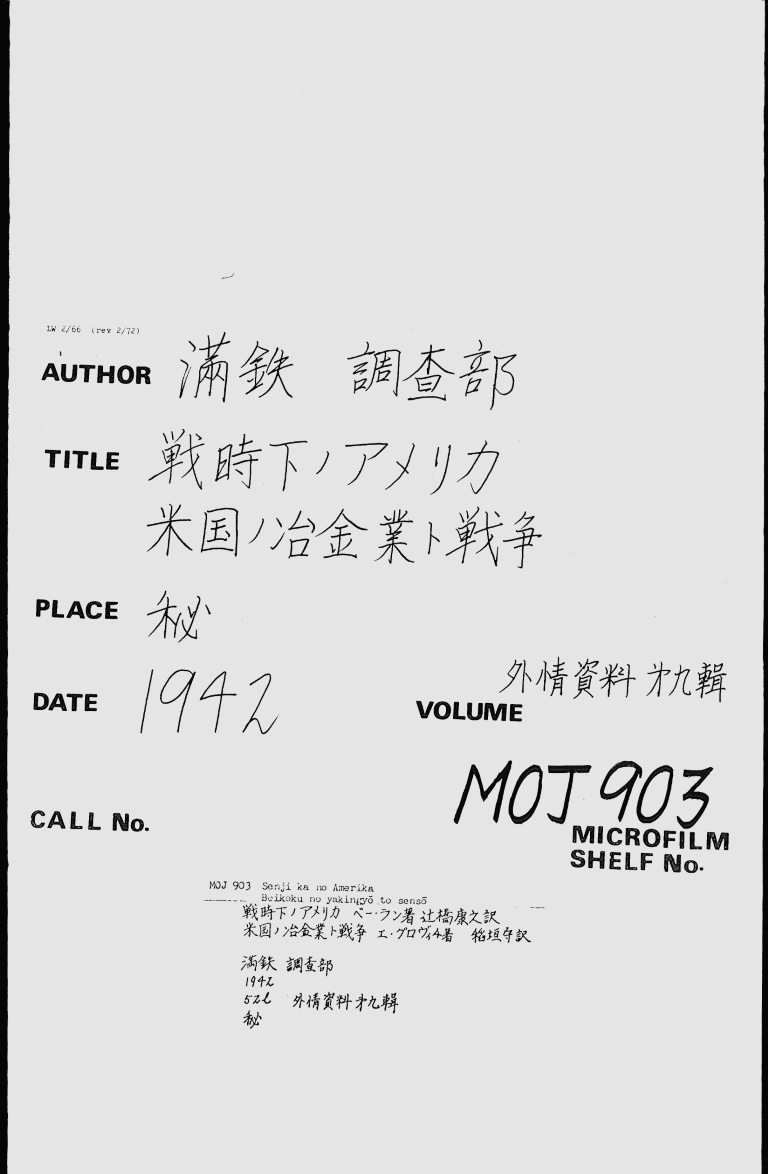 LW 2/66 (rev 2/72)
AUTHOR 満鉄 調査部
TITLE 戦時下ノアメリカ
米国ノ冶金業ト戦争
PLACE 秘
外情資料 才九輯
DATE 1942
VOLUME
MOJ 903
CALL No.
MICROFILM
SHELF No.
MOJ 903 Senji ka no Amerika
Beikoku no yakingyō to sensō
戦時下ノアメリカ ベー・ラン著 辻橋康文訳
米国ノ冶金業ト戦争 エ・グロヴィチ著 稲垣守訳
満鉄 調査部
1942
52l 外情資料才九輯
秘